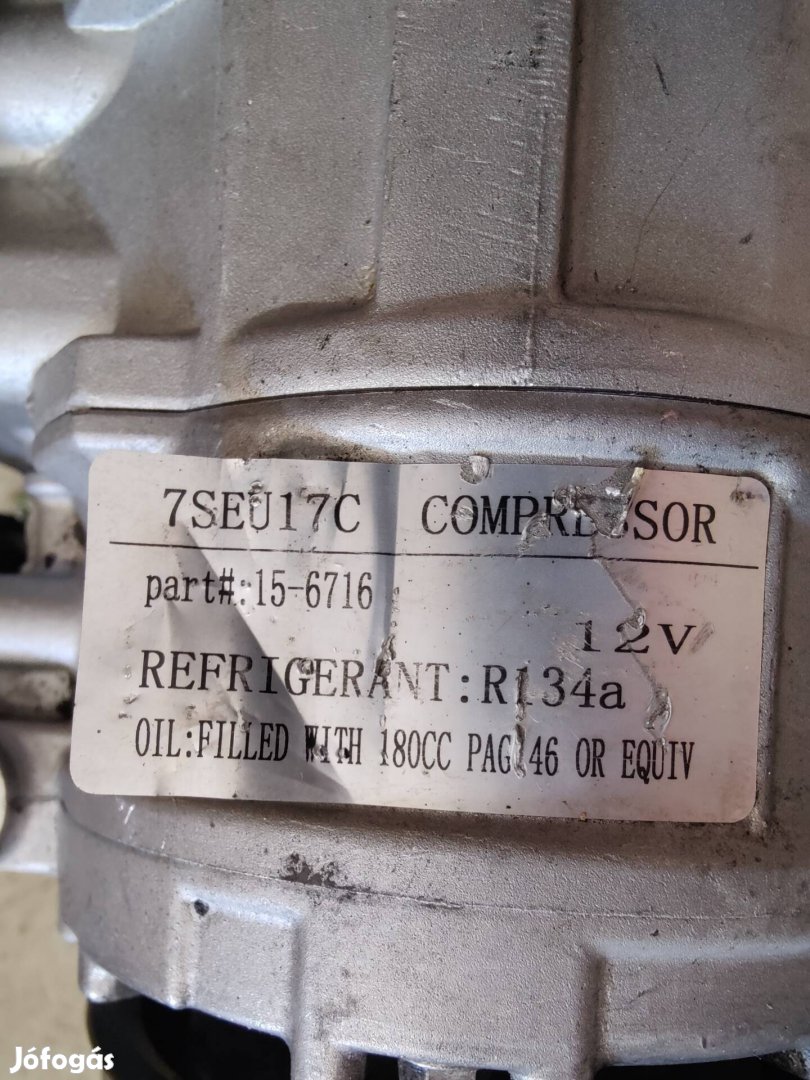 7SEU17C COMPRESSOR
part#:15-6716
12V
REFRIGERANT:R134a
OIL:FILLED WITH 180CC PAG 46 OR EQUIV
Jófogás